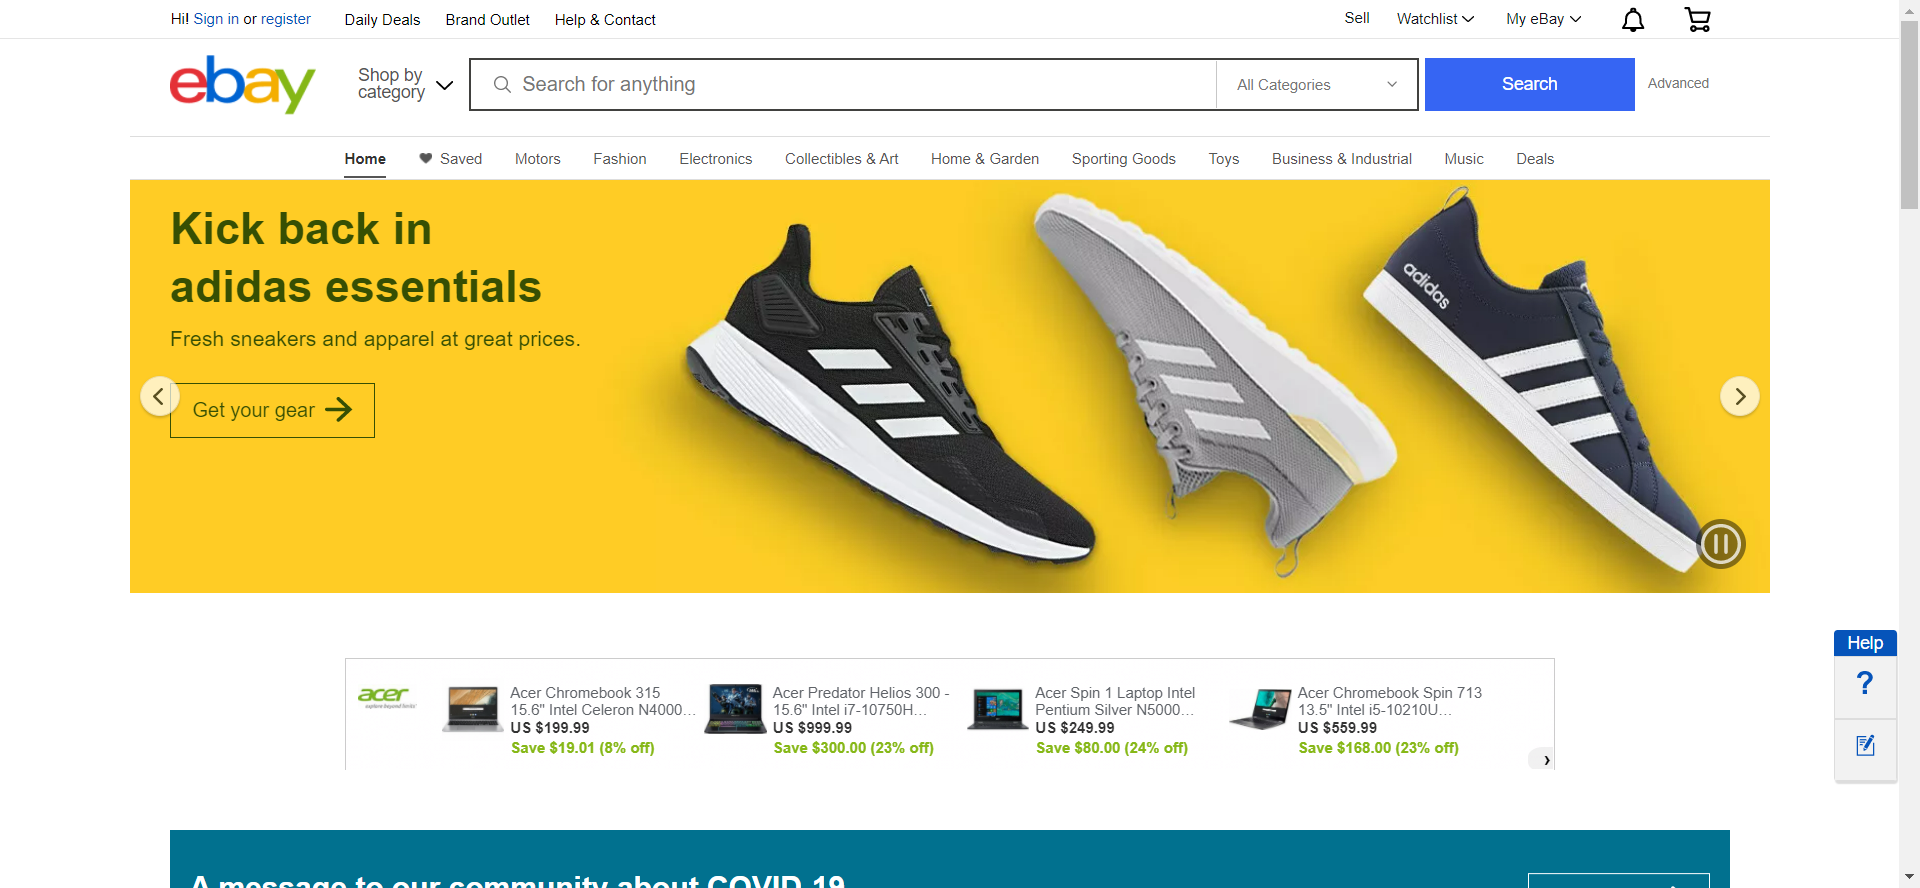 Hi! Sign in or register
Daily Deals
Brand Outlet
Help & Contact
Sell
Watchlist
My eBay
ebay
Shop by
category
Search for anything
All Categories
Search
Advanced
Home
Saved
Motors
Fashion
Electronics
Collectibles & Art
Home & Garden
Sporting Goods
Toys
Business & Industrial
Music
Deals
Kick back in
adidas essentials
Fresh sneakers and apparel at great prices.
Get your gear
adidas
Help
?
acer
explore beyond limits
Acer Chromebook 315
15.6" Intel Celeron N4000...
US $199.99
Save $19.01 (8% off)
Acer Predator Helios 300 -
15.6" Intel i7-10750H...
US $999.99
Save $300.00 (23% off)
Acer Spin 1 Laptop Intel
Pentium Silver N5000...
US $249.99
Save $80.00 (24% off)
Acer Chromebook Spin 713
13.5" Intel i5-10210U...
US $559.99
Save $168.00 (23% off)
A message to our community about COVID-19